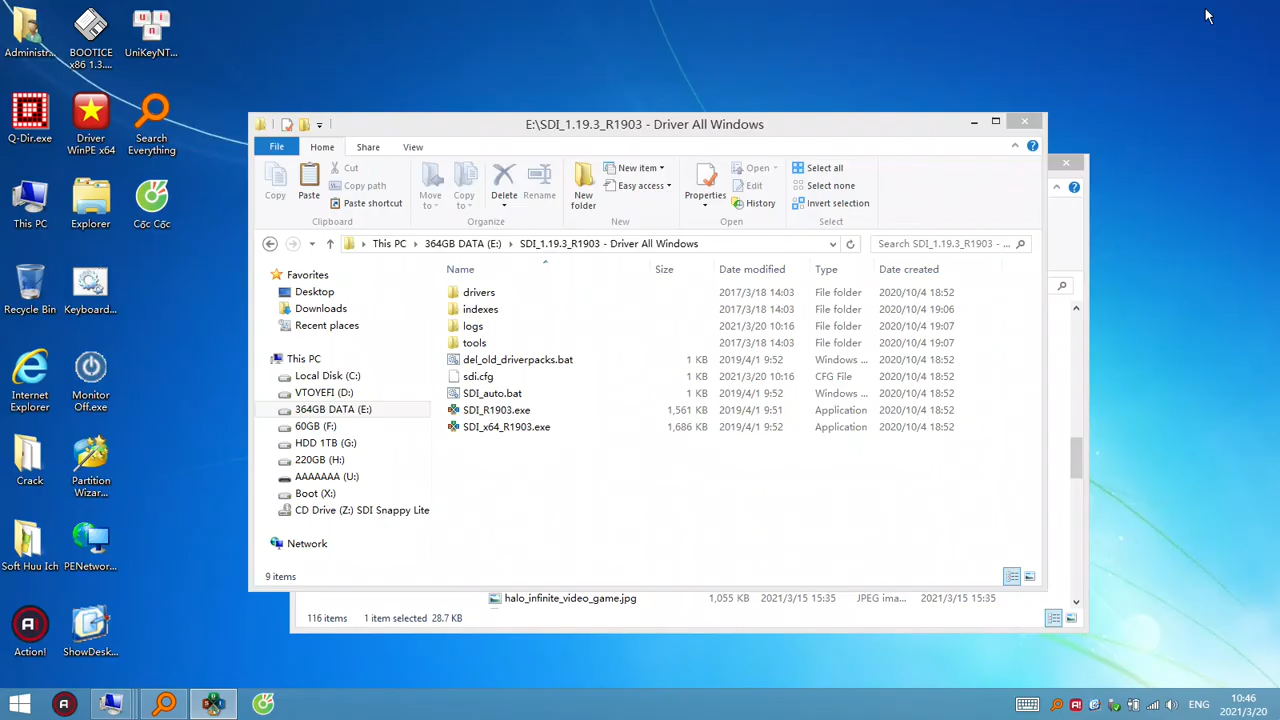 Administr...
BOOTICE x86 1.3....
UniKeyNT...
Q-Dir.exe
Driver WinPE x64
Search Everything
This PC
Explorer
Cốc Cốc
Recycle Bin
Keyboard...
Internet Explorer
Monitor Off.exe
Crack
Partition Wizar...
Soft Huu Ich
PENetwor...
Action!
ShowDesk...
E:\SDI_1.19.3_R1903 - Driver All Windows
File Home Share View
Copy
Paste
Cut
Copy path
Paste shortcut
Clipboard
Move to
Copy to
Delete
Rename
Organize
New folder
New item
Easy access
New
Properties
Open
Edit
History
Open
Select all
Select none
Invert selection
Select
This PC 364GB DATA (E:) SDI_1.19.3_R1903 - Driver All Windows
Search SDI_1.19.3_R1903 - ...
Favorites
Desktop
Downloads
Recent places
This PC
Local Disk (C:)
VTOYEFI (D:)
364GB DATA (E:)
60GB (F:)
HDD 1TB (G:)
220GB (H:)
AAAAAAA (U:)
Boot (X:)
CD Drive (Z:) SDI Snappy Lite
Network
Name Size Date modified Type Date created
drivers 2017/3/18 14:03 File folder 2020/10/4 18:52
indexes 2017/3/18 14:03 File folder 2020/10/4 19:06
logs 2021/3/20 10:16 File folder 2020/10/4 19:07
tools 2017/3/18 14:03 File folder 2020/10/4 19:07
del_old_driverpacks.bat 1 KB 2019/4/1 9:52 Windows ... 2020/10/4 18:52
sdi.cfg 1 KB 2021/3/20 10:16 CFG File 2020/10/4 18:52
SDI_auto.bat 1 KB 2019/4/1 9:52 Windows ... 2020/10/4 18:52
SDI_R1903.exe 1,561 KB 2019/4/1 9:51 Application 2020/10/4 18:52
SDI_x64_R1903.exe 1,686 KB 2019/4/1 9:52 Application 2020/10/4 18:52
9 items
halo_infinite_video_game.jpg 1,055 KB 2021/3/15 15:35 JPEG ima... 2021/3/15 15:35
116 items 1 item selected 28.7 KB
ENG
10:46
2021/3/20